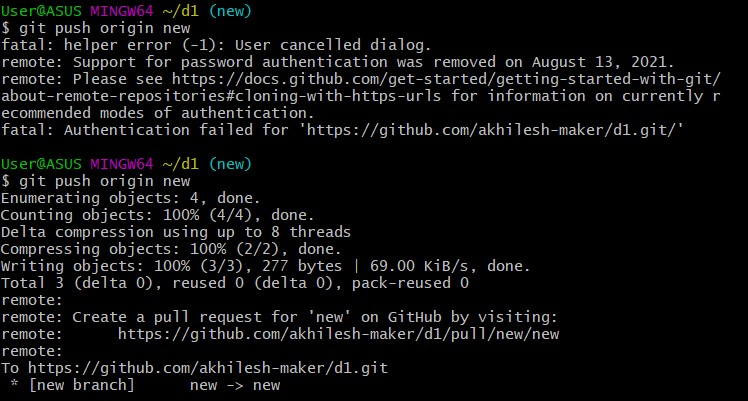 User@ASUS MINGW64 ~/d1 (new)
$ git push origin new
fatal: helper error (-1): User cancelled dialog.
remote: Support for password authentication was removed on August 13, 2021.
remote: Please see https://docs.github.com/get-started/getting-started-with-git/
about-remote-repositories#cloning-with-https-urls for information on currently r
ecommended modes of authentication.
fatal: Authentication failed for 'https://github.com/akhilesh-maker/d1.git/'
User@ASUS MINGW64 ~/d1 (new)
$ git push origin new
Enumerating objects: 4, done.
Counting objects: 100% (4/4), done.
Delta compression using up to 8 threads
Compressing objects: 100% (2/2), done.
Writing objects: 100% (3/3), 277 bytes | 69.00 KiB/s, done.
Total 3 (delta 0), reused 0 (delta 0), pack-reused 0
remote:
remote: Create a pull request for 'new' on GitHub by visiting:
remote:      https://github.com/akhilesh-maker/d1/pull/new/new
remote:
To https://github.com/akhilesh-maker/d1.git
 * [new branch]      new -> new